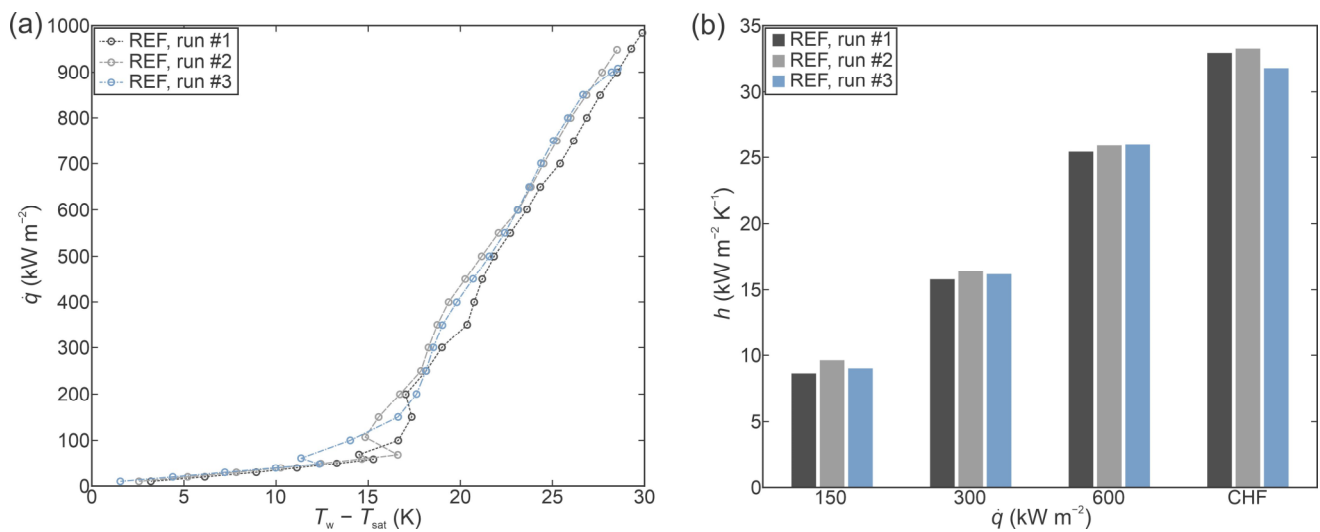 (a)
REF, run #1
REF, run #2
REF, run #3
1000
900
800
700
600
500
400
300
200
100
0
q̇ (kW m⁻²)
0 5 10 15 20 25 30
T_w − T_sat (K)
(b)
REF, run #1
REF, run #2
REF, run #3
35
30
25
20
15
10
5
0
h (kW m⁻² K⁻¹)
150 300 600 CHF
q̇ (kW m⁻²)